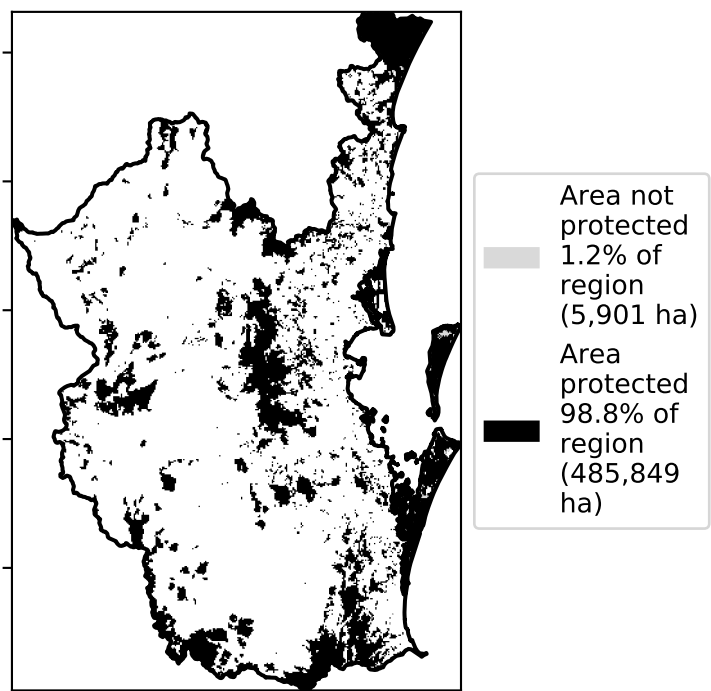 Area not
protected
1.2% of
region
(5,901 ha)
Area
protected
98.8% of
region
(485,849
ha)